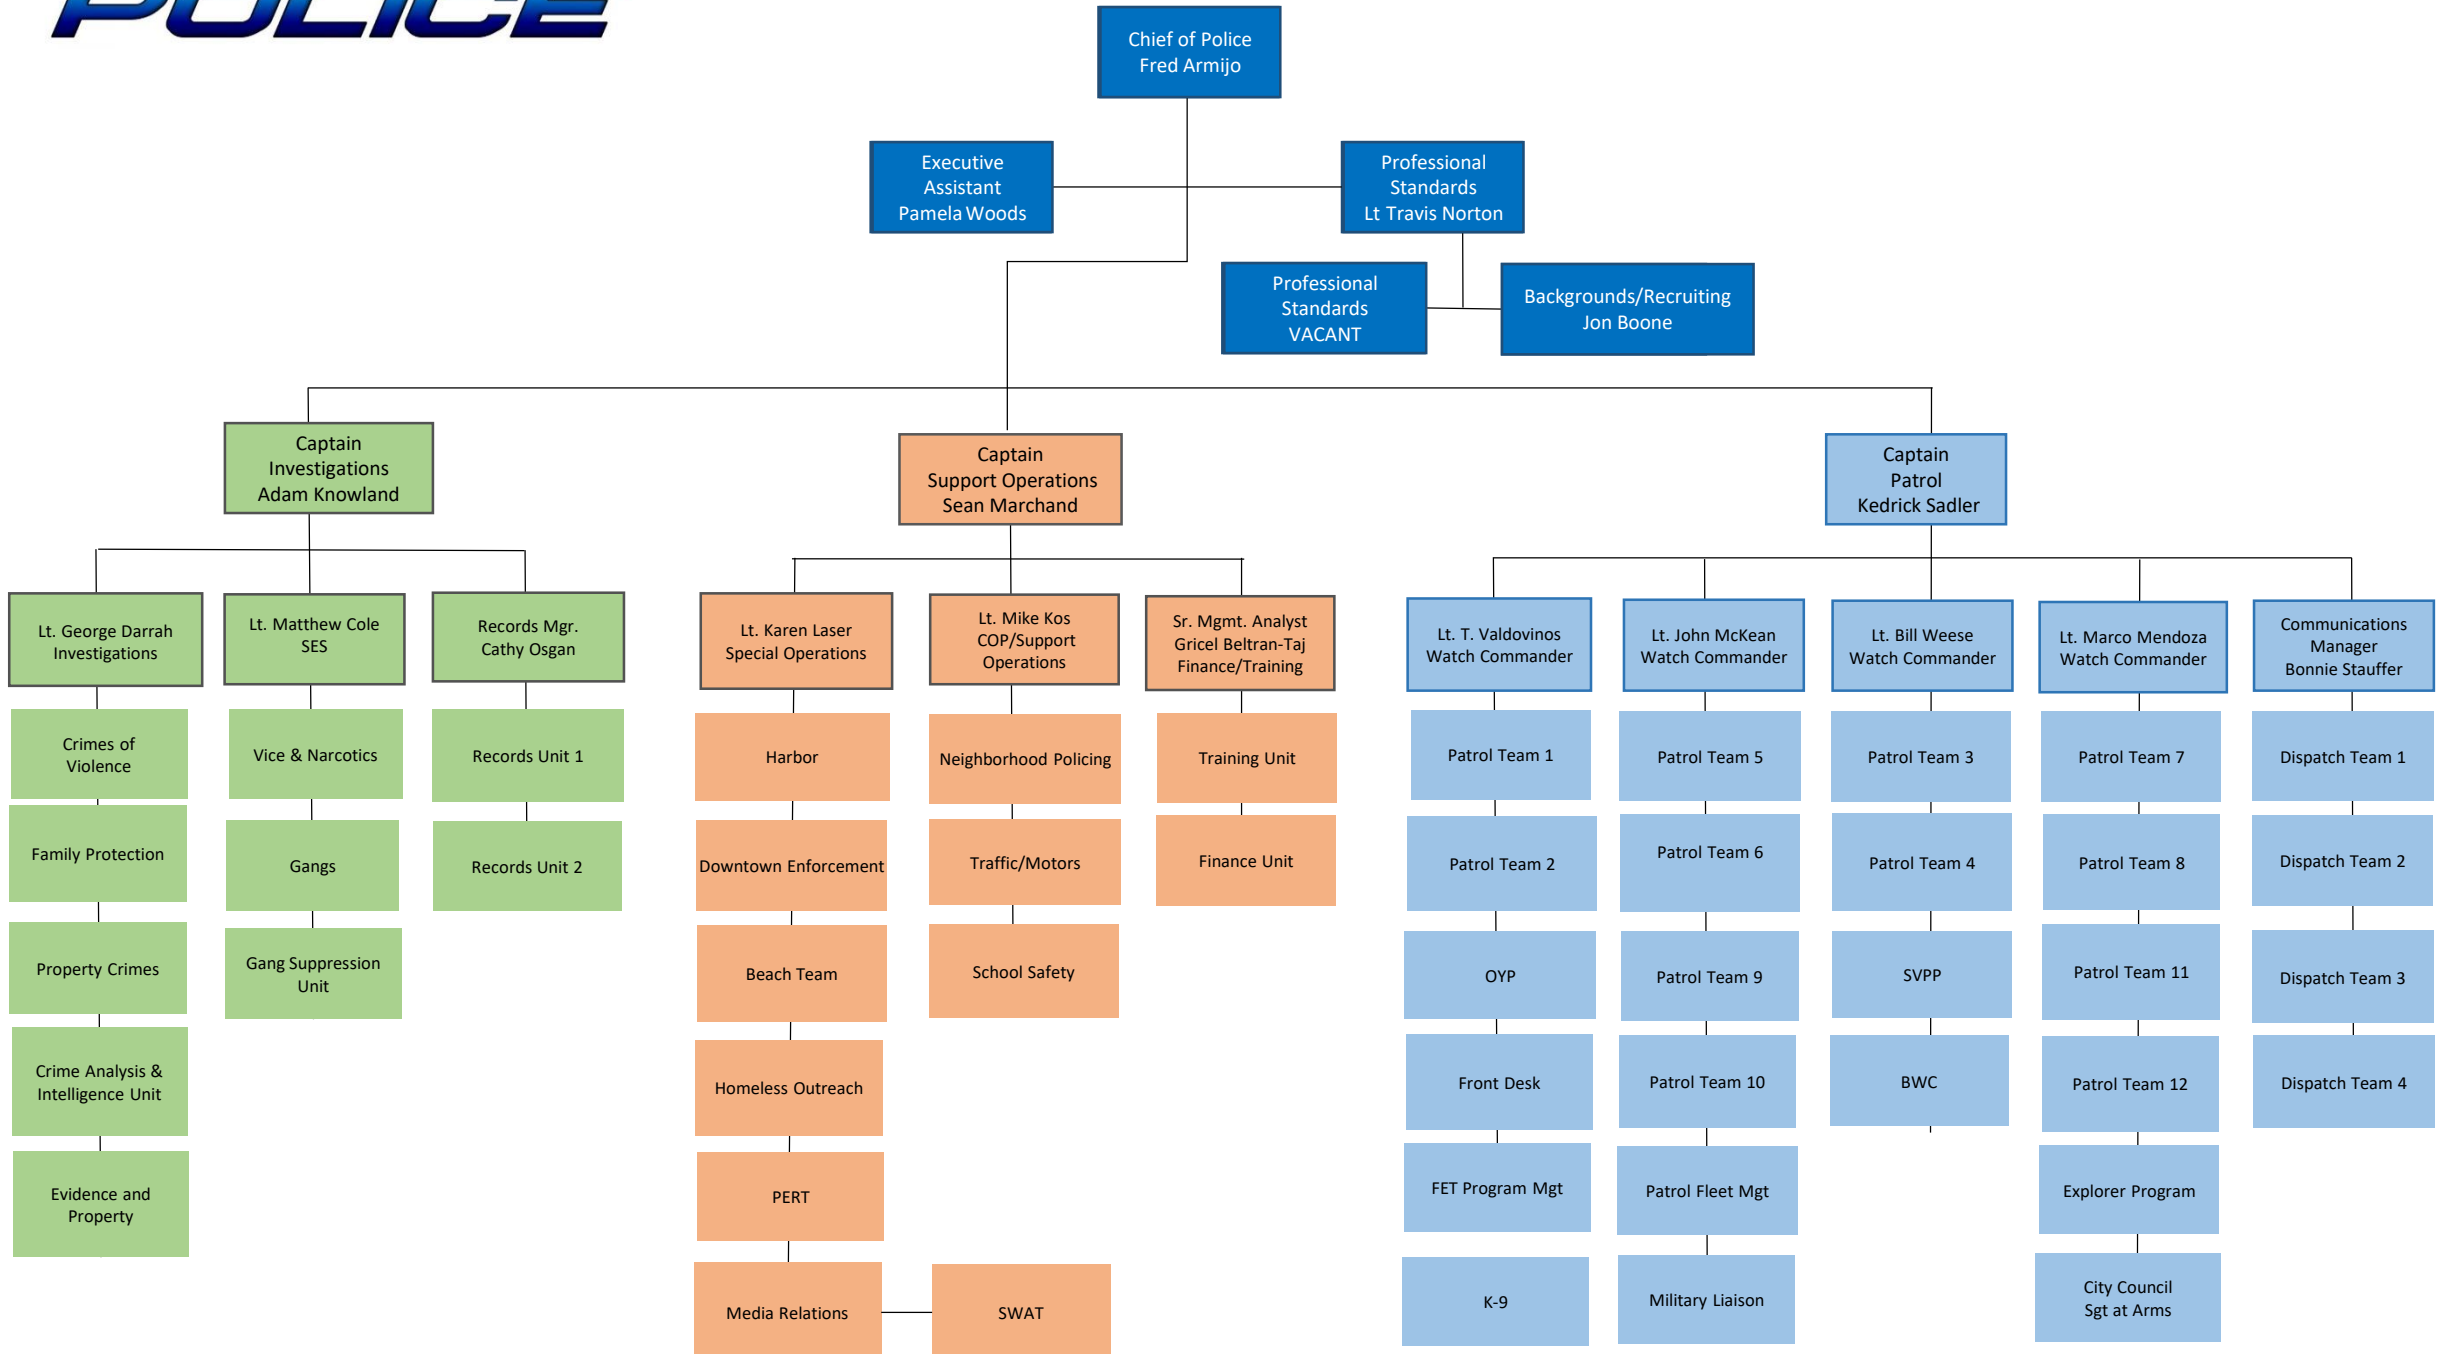 POLICE
Chief of Police
Fred Armijo
Executive
Assistant
Pamela Woods
Professional
Standards
Lt Travis Norton
Professional
Standards
VACANT
Backgrounds/Recruiting
Jon Boone
Captain
Investigations
Adam Knowland
Captain
Support Operations
Sean Marchand
Captain
Patrol
Kedrick Sadler
Lt. George Darrah
Investigations
Lt. Matthew Cole
SES
Records Mgr.
Cathy Osgan
Lt. Karen Laser
Special Operations
Lt. Mike Kos
COP/Support
Operations
Sr. Mgmt. Analyst
Gricel Beltran-Taj
Finance/Training
Lt. T. Valdovinos
Watch Commander
Lt. John McKean
Watch Commander
Lt. Bill Weese
Watch Commander
Lt. Marco Mendoza
Watch Commander
Communications
Manager
Bonnie Stauffer
Crimes of
Violence
Vice & Narcotics
Records Unit 1
Harbor
Neighborhood Policing
Training Unit
Patrol Team 1
Patrol Team 5
Patrol Team 3
Patrol Team 7
Dispatch Team 1
Family Protection
Gangs
Records Unit 2
Downtown Enforcement
Traffic/Motors
Finance Unit
Patrol Team 2
Patrol Team 6
Patrol Team 4
Patrol Team 8
Dispatch Team 2
Property Crimes
Gang Suppression
Unit
Beach Team
School Safety
OYP
Patrol Team 9
SVPP
Patrol Team 11
Dispatch Team 3
Crime Analysis &
Intelligence Unit
Homeless Outreach
Front Desk
Patrol Team 10
BWC
Patrol Team 12
Dispatch Team 4
Evidence and
Property
PERT
FET Program Mgt
Patrol Fleet Mgt
Explorer Program
Media Relations
SWAT
K-9
Military Liaison
City Council
Sgt at Arms